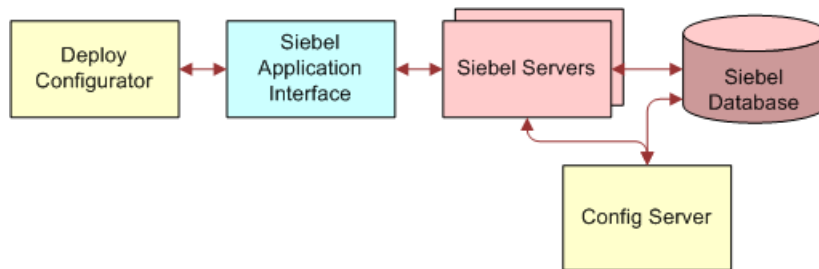 Deploy
Configurator
Siebel
Application
Interface
Siebel Servers
Siebel
Database
Config Server